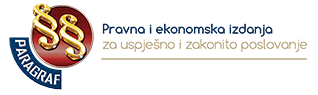 §§
PARAGRAF
Pravna i ekonomska izdanja
za uspješno i zakonito poslovanje